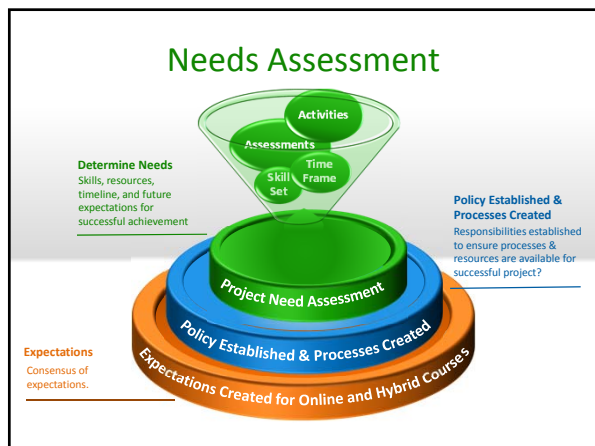 Needs Assessment
Activities
Assessments
Time
Frame
Skill
Set
Determine Needs
Skills, resources,
timeline, and future
expectations for
successful achievement
Policy Established &
Processes Created
Responsibilities established
to ensure processes &
resources are available for
successful project?
Project Need Assessment
Policy Established & Processes Created
Expectations Created for Online and Hybrid Courses
Expectations
Consensus of
expectations.